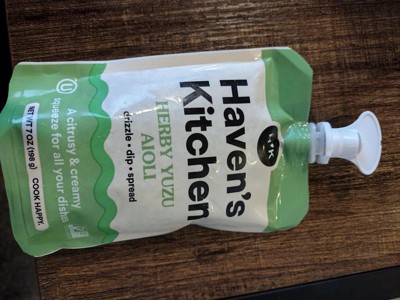 H*K
Haven's
Kitchen
HERBY YUZU
AIOLI
drizzle • dip • spread
U
A citrusy & creamy
squeeze for all your dishes
NET WT 7 OZ (198 g)
COOK HAPPY.